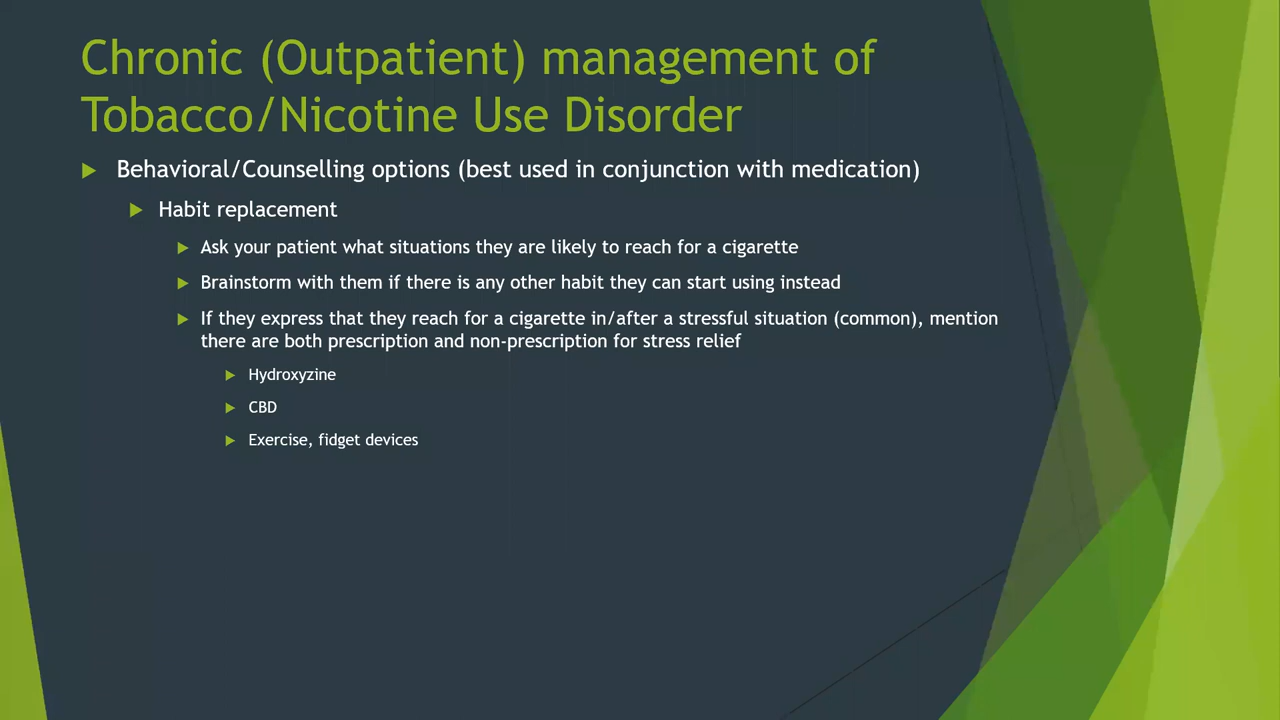 Chronic (Outpatient) management of
Tobacco/Nicotine Use Disorder
Behavioral/Counselling options (best used in conjunction with medication)
Habit replacement
Ask your patient what situations they are likely to reach for a cigarette
Brainstorm with them if there is any other habit they can start using instead
If they express that they reach for a cigarette in/after a stressful situation (common), mention
there are both prescription and non-prescription for stress relief
Hydroxyzine
CBD
Exercise, fidget devices